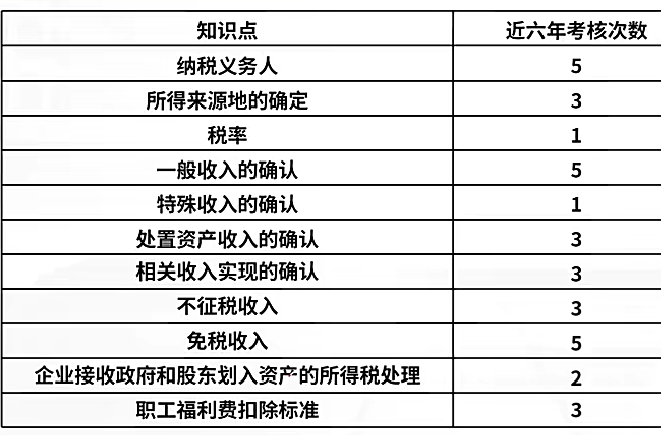 知识点 近六年考核次数
纳税义务人 5
所得来源地的确定 3
税率 1
一般收入的确认 5
特殊收入的确认 1
处置资产收入的确认 3
相关收入实现的确认 3
不征税收入 3
免税收入 5
企业接收政府和股东划入资产的所得税处理 2
职工福利费扣除标准 3